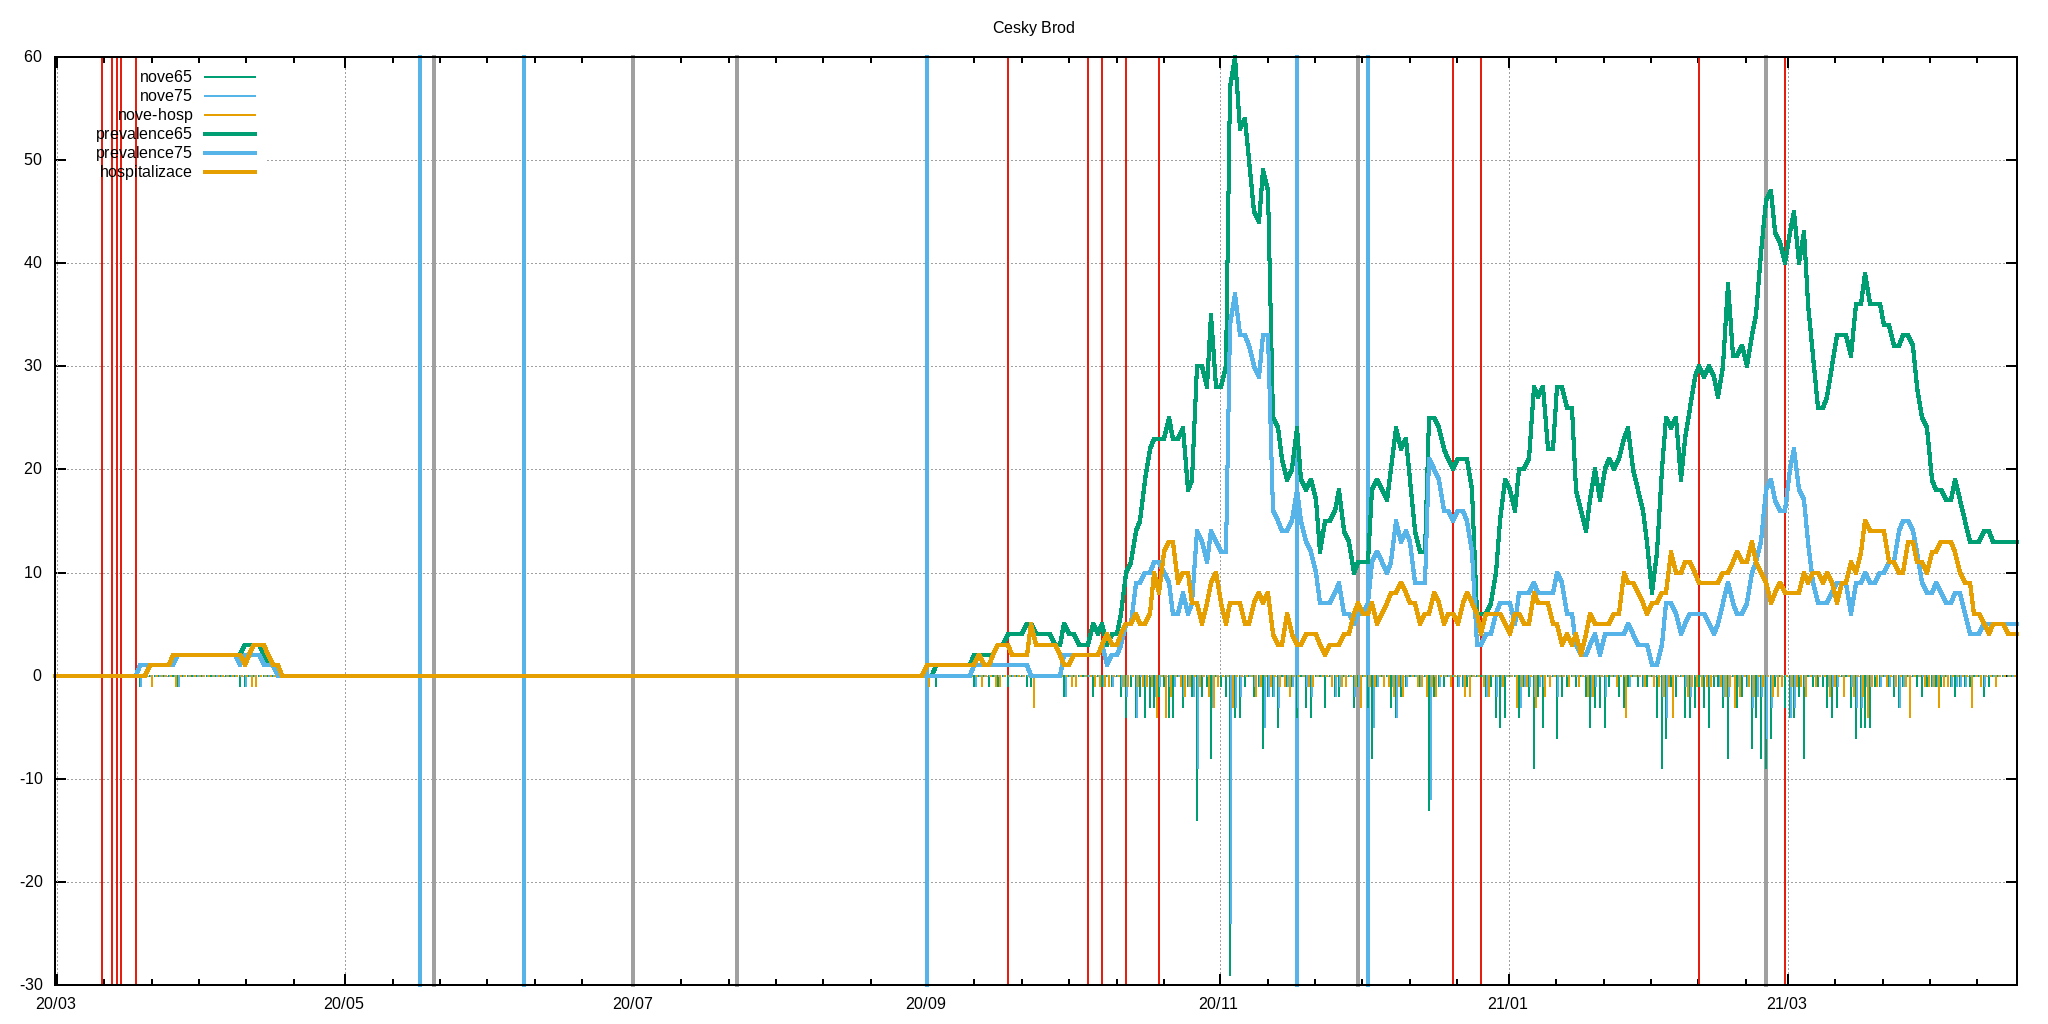 Cesky Brod
60
50
40
30
20
10
0
-10
-20
-30
nove65
nove75
nove-hosp
prevalence65
prevalence75
hospitalizace
20/03 20/05 20/07 20/09 20/11 21/01 21/03